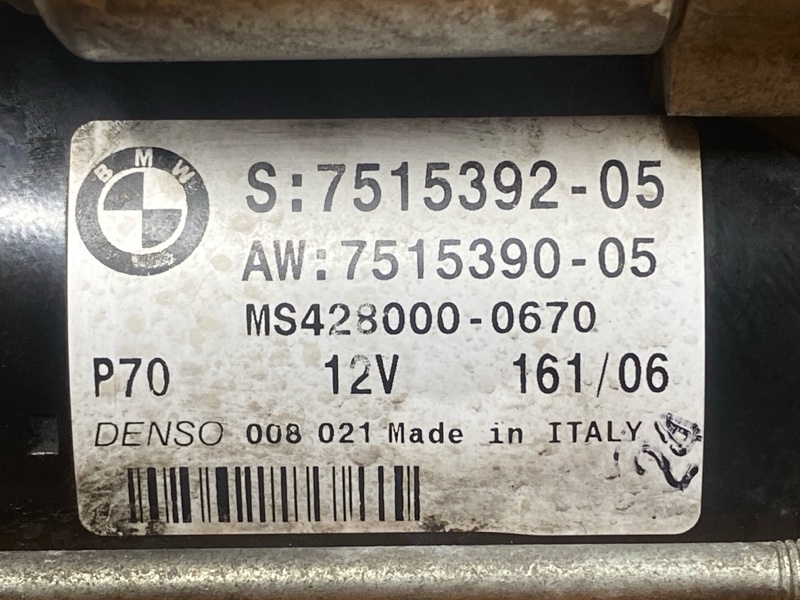 BMW
S:7515392-05
AW:7515390-05
MS428000-0670
P70 12V 161/06
DENSO 008 021 Made in ITALY